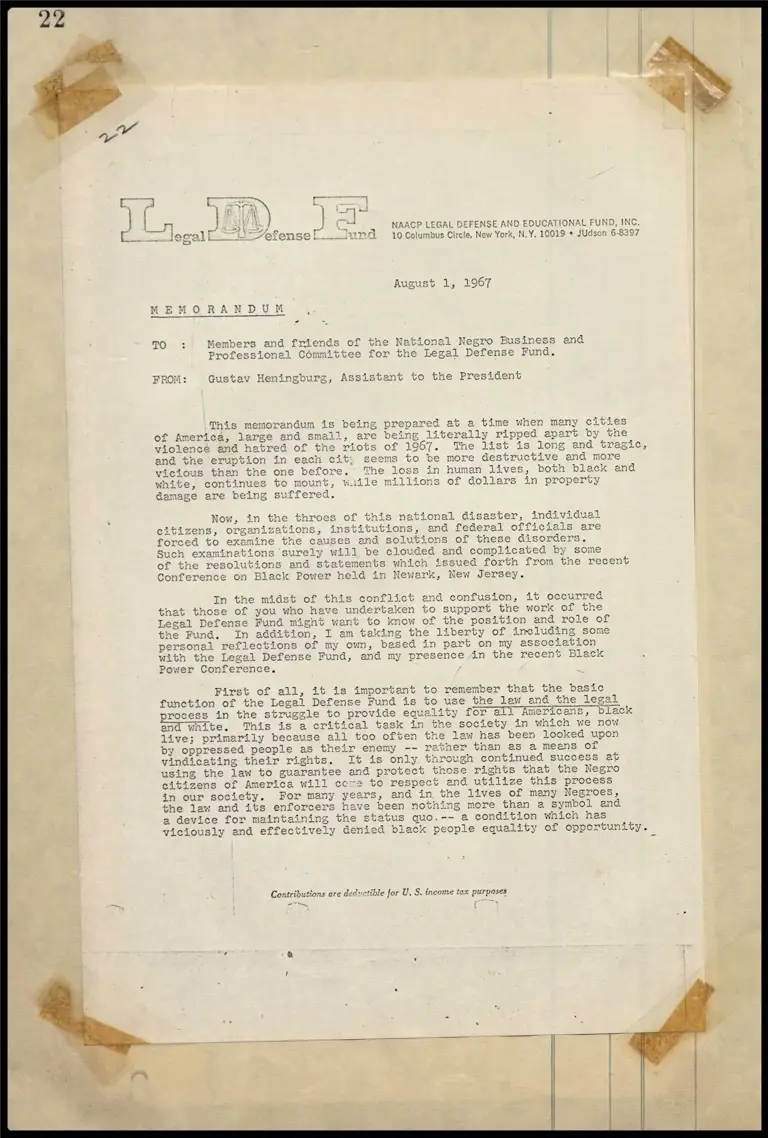 22
22
Legal Defense Fund
NAACP LEGAL DEFENSE AND EDUCATIONAL FUND, INC.
10 Columbus Circle, New York, N.Y. 10019 • JUdson 6-8397
August 1, 1967
MEMORANDUM
TO : Members and friends of the National Negro Business and
Professional Committee for the Legal Defense Fund.
FROM: Gustav Heningburg, Assistant to the President
This memorandum is being prepared at a time when many cities
of America, large and small, are being literally ripped apart by the
violence and hatred of the riots of 1967. The list is long and tragic,
and the eruption in each city seems to be more destructive and more
vicious than the one before. The loss in human lives, both black and
white, continues to mount, while millions of dollars in property
damage are being suffered.
Now, in the throes of this national disaster, individual
citizens, organizations, institutions, and federal officials are
forced to examine the causes and solutions of these disorders.
Such examinations surely will be clouded and complicated by some
of the resolutions and statements which issued forth from the recent
Conference on Black Power held in Newark, New Jersey.
In the midst of this conflict and confusion, it occurred
that those of you who have undertaken to support the work of the
Legal Defense Fund might want to know of the position and role of
the Fund. In addition, I am taking the liberty of including some
personal reflections of my own, based in part on my association
with the Legal Defense Fund, and my presence in the recent Black
Power Conference.
First of all, it is important to remember that the basic
function of the Legal Defense Fund is to use the law and the legal
process in the struggle to provide equality for all Americans, black
and white. This is a critical task in the society in which we now
live; primarily because all too often the law has been looked upon
by oppressed people as their enemy -- rather than as a means of
vindicating their rights. It is only through continued success at
using the law to guarantee and protect those rights that the Negro
citizens of America will come to respect and utilize this process
in our society. For many years, and in the lives of many Negroes,
the law and its enforcers have been nothing more than a symbol and
a device for maintaining the status quo.-- a condition which has
viciously and effectively denied black people equality of opportunity.
Contributions are deductible for U. S. income tax purposes